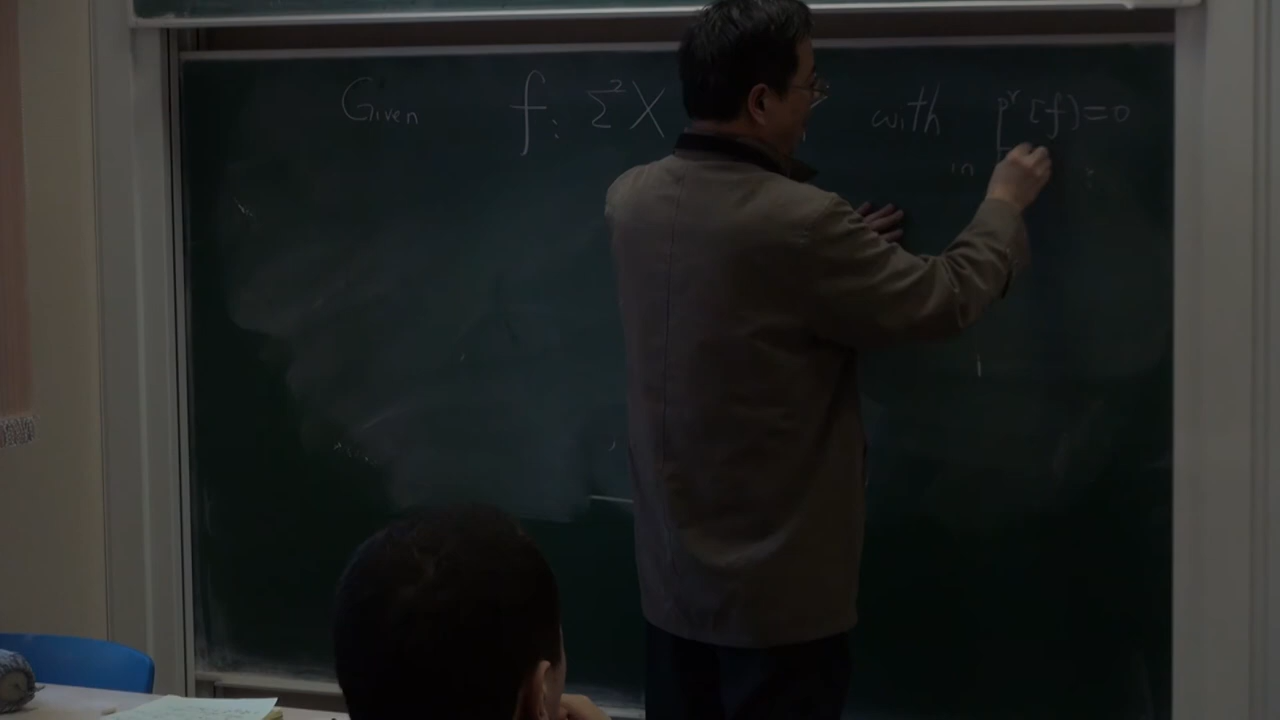 Given f: Σ²X with p^r [f] = 0
in